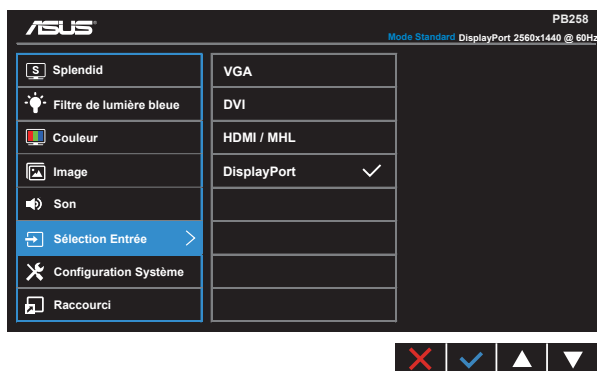 ASUS
PB258
Mode Standard DisplayPort 2560x1440 @ 60Hz
S Splendid
Filtre de lumière bleue
Couleur
Image
Son
Sélection Entrée
Configuration Système
Raccourci
VGA
DVI
HDMI / MHL
DisplayPort